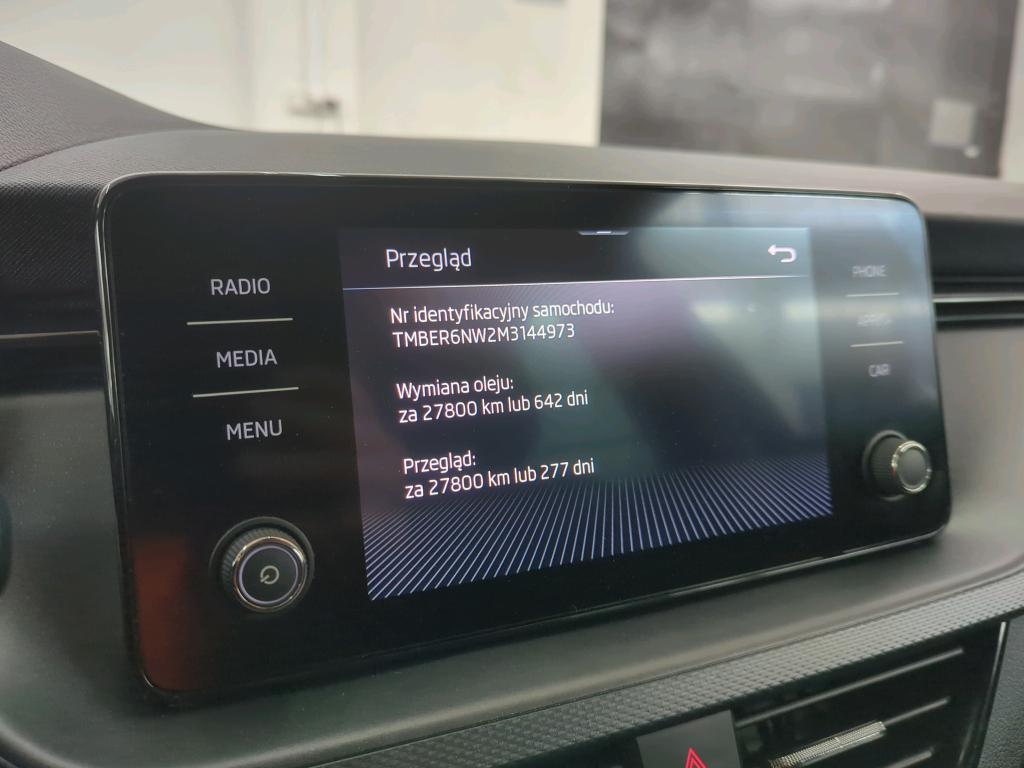 RADIO
MEDIA
MENU
Przegląd
Nr identyfikacyjny samochodu:
TMBER6NW2M3144973
Wymiana oleju:
za 27800 km lub 642 dni
Przegląd:
za 27800 km lub 277 dni
PHONE
CAR